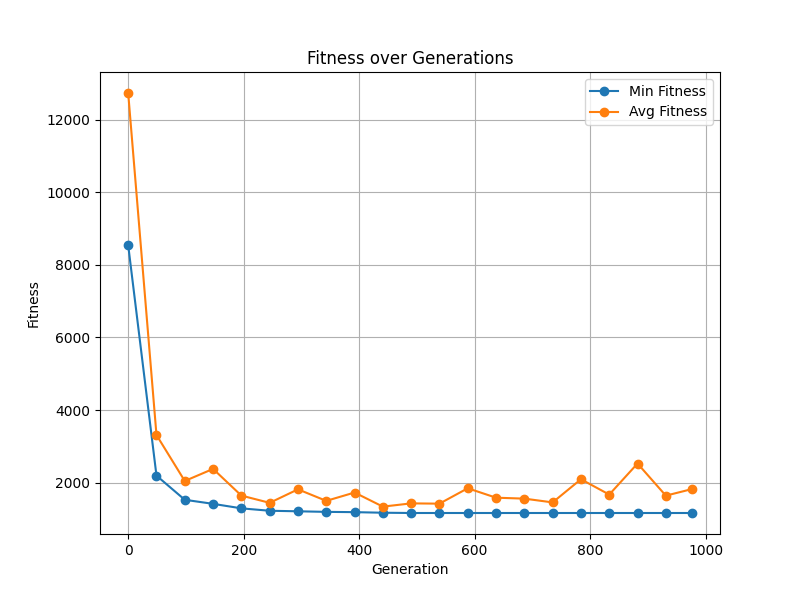 Fitness over Generations
Min Fitness
Avg Fitness
12000
10000
8000
6000
4000
2000
Fitness
0 200 400 600 800 1000
Generation